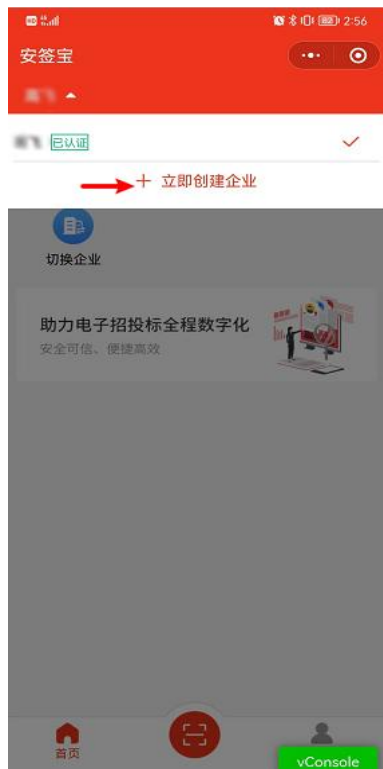 2:56
安签宝
已认证
+ 立即创建企业
切换企业
助力电子招投标全程数字化
安全可信、便捷高效
首页
vConsole